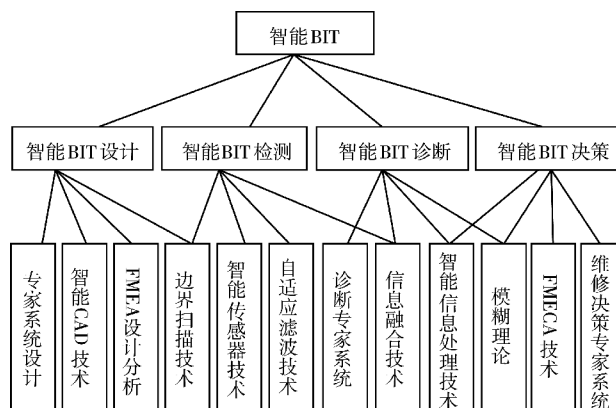 智能BIT
智能BIT设计
智能BIT检测
智能BIT诊断
智能BIT决策
专家系统设计
智能CAD技术
FMEA设计分析
边界扫描技术
智能传感器技术
自适应滤波技术
诊断专家系统
信息融合技术
智能信息处理技术
模糊理论
FMECA技术
维修决策专家系统